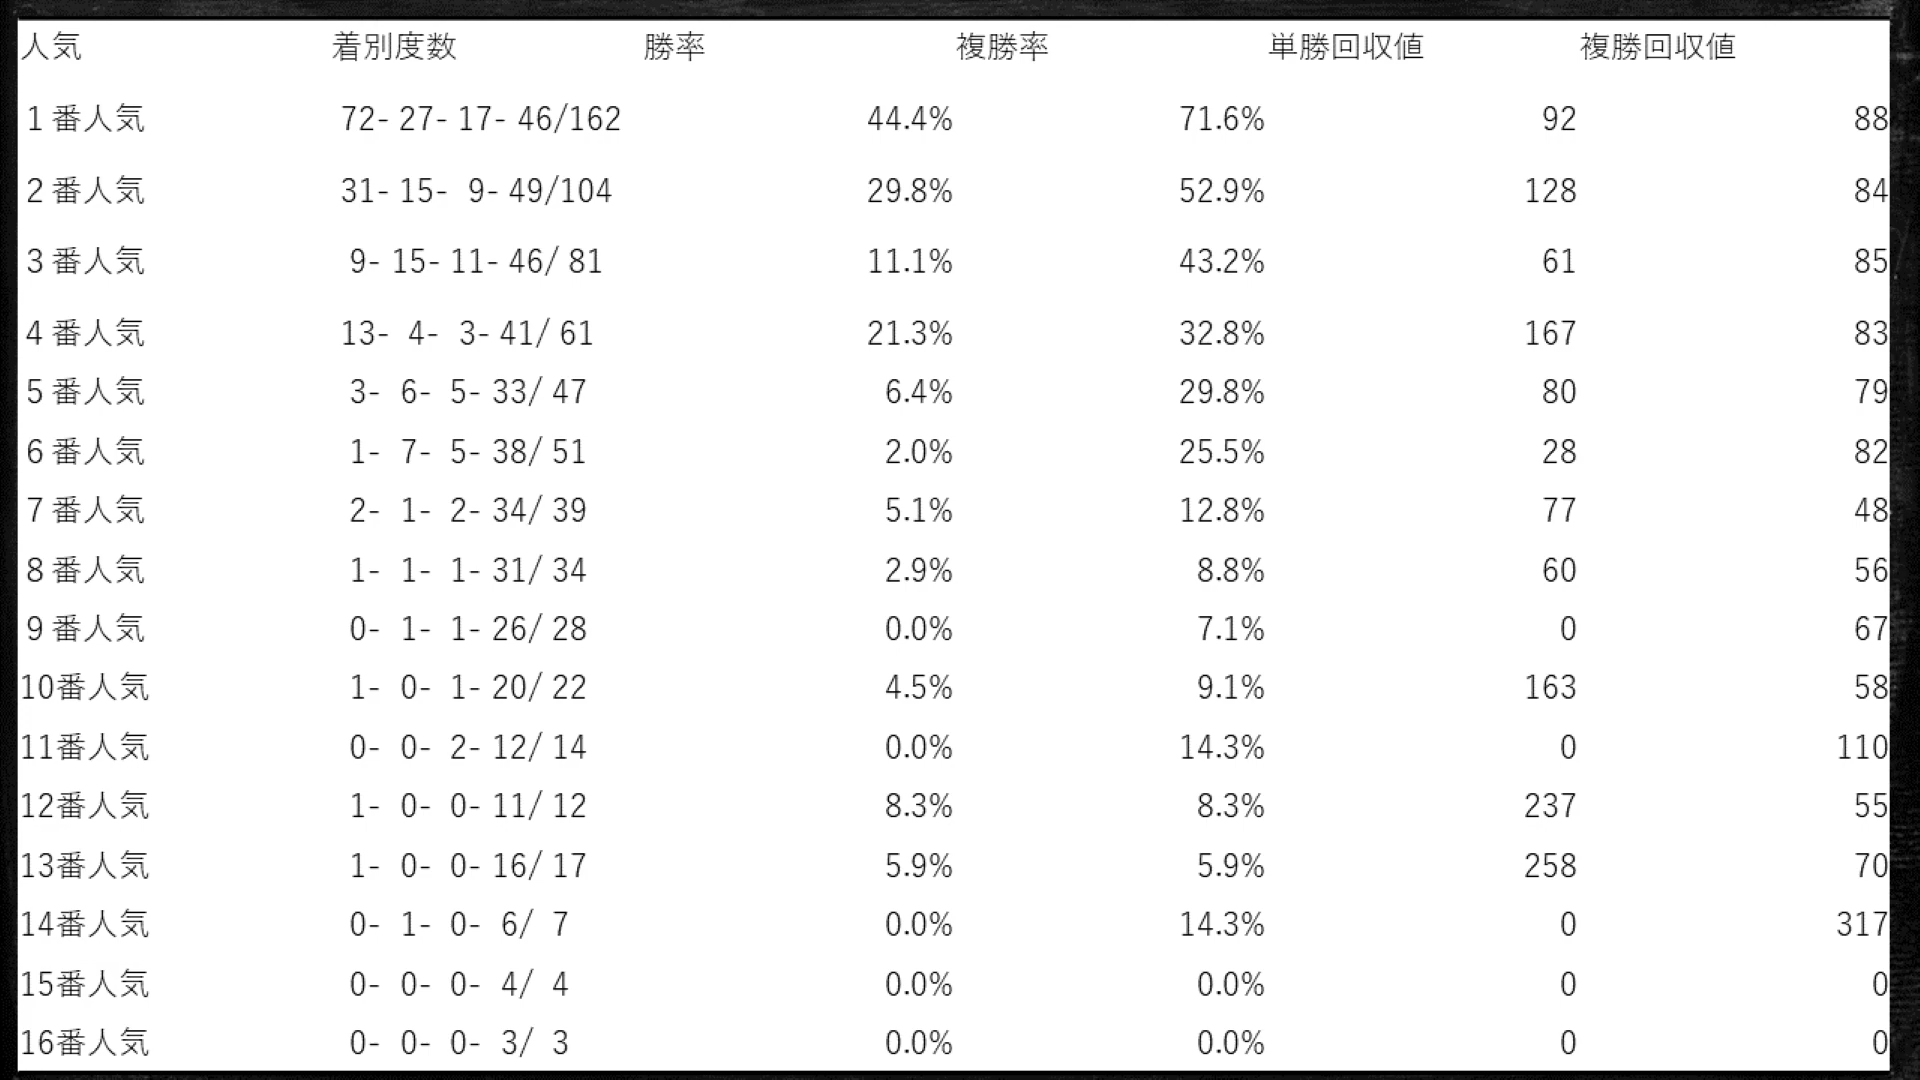 人気 着別度数 勝率 複勝率 単勝回収値 複勝回収値
1番人気 72- 27- 17- 46/162 44.4% 71.6% 92 88
2番人気 31- 15- 9- 49/104 29.8% 52.9% 128 84
3番人気 9- 15- 11- 46/ 81 11.1% 43.2% 61 85
4番人気 13- 4- 3- 41/ 61 21.3% 32.8% 167 83
5番人気 3- 6- 5- 33/ 47 6.4% 29.8% 80 79
6番人気 1- 7- 5- 38/ 51 2.0% 25.5% 28 82
7番人気 2- 1- 2- 34/ 39 5.1% 12.8% 77 48
8番人気 1- 1- 1- 31/ 34 2.9% 8.8% 60 56
9番人気 0- 1- 1- 26/ 28 0.0% 7.1% 0 67
10番人気 1- 0- 1- 20/ 22 4.5% 9.1% 163 58
11番人気 0- 0- 2- 12/ 14 0.0% 14.3% 0 110
12番人気 1- 0- 0- 11/ 12 8.3% 8.3% 237 55
13番人気 1- 0- 0- 16/ 17 5.9% 5.9% 258 70
14番人気 0- 1- 0- 6/ 7 0.0% 14.3% 0 317
15番人気 0- 0- 0- 4/ 4 0.0% 0.0% 0 0
16番人気 0- 0- 0- 3/ 3 0.0% 0.0% 0 0